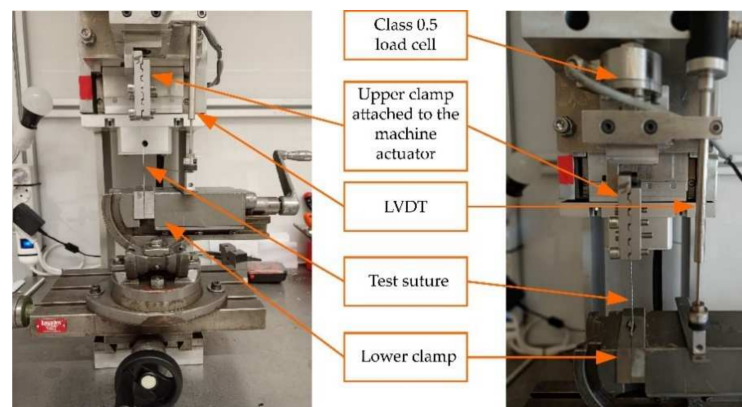 Class 0.5
load cell
Upper clamp
attached to the
machine
actuator
LVDT
Test suture
Lower clamp